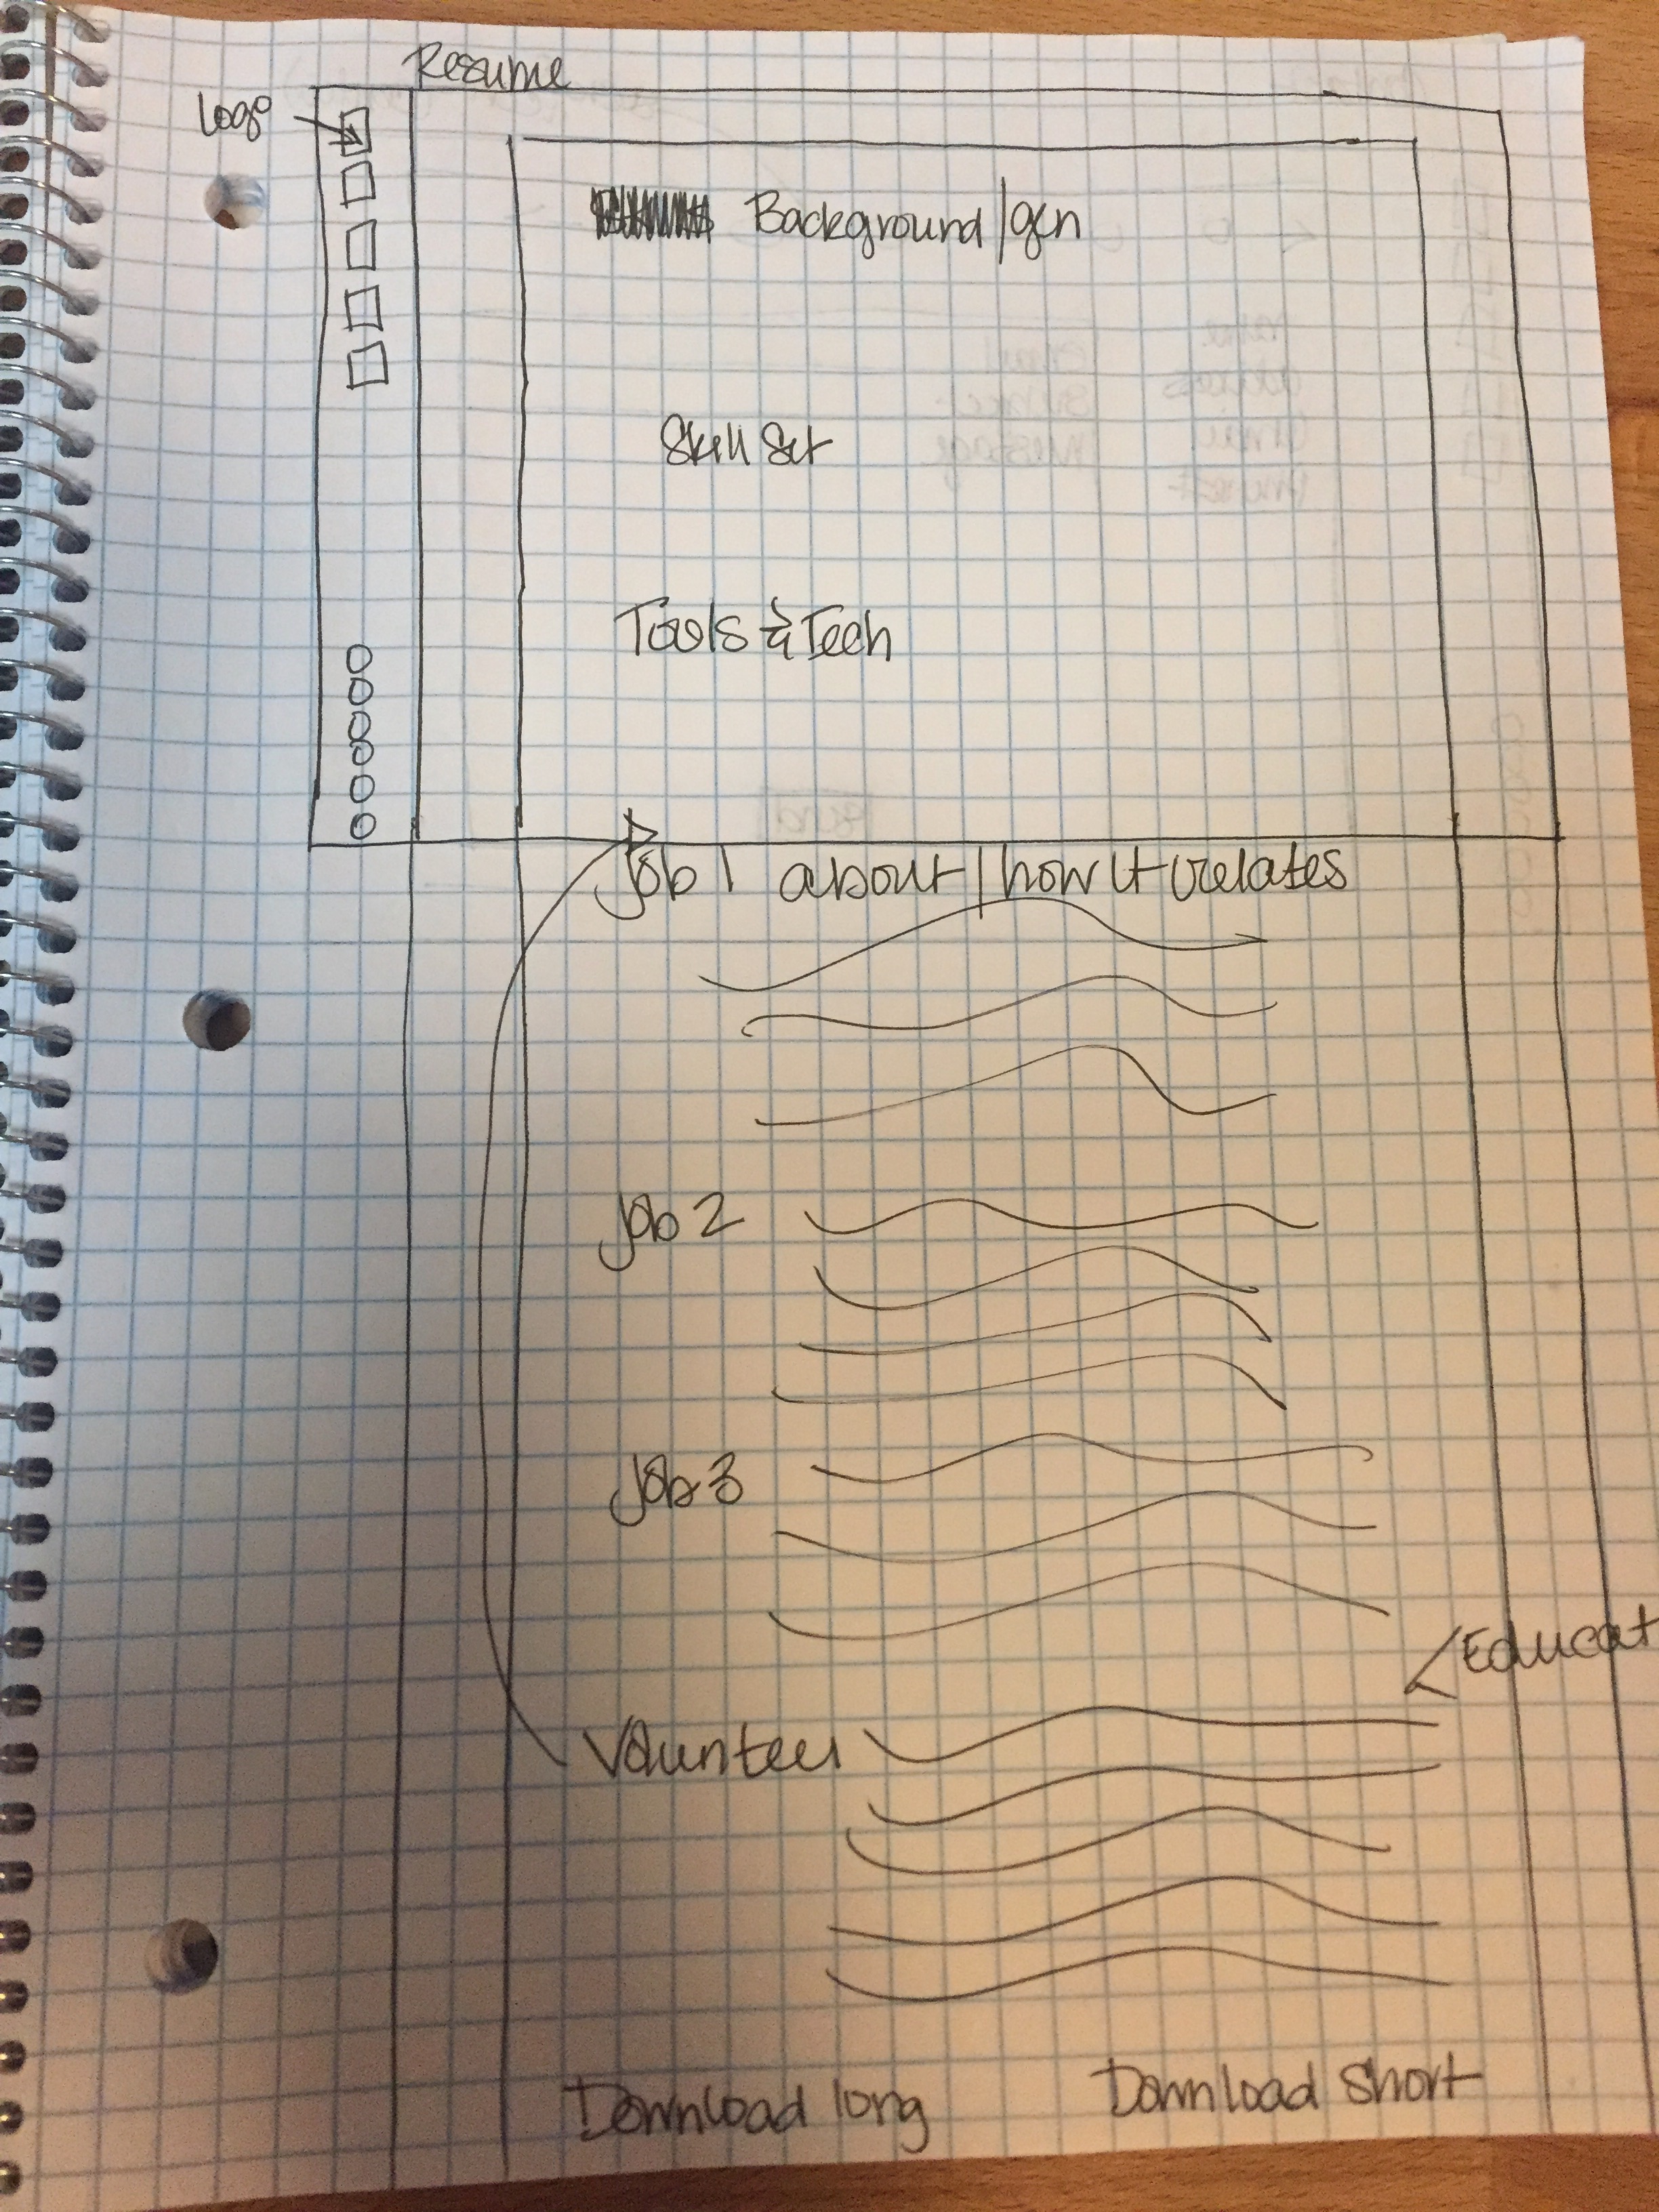 Resume
Logo
Background/gen
Skill Set
Tools & Tech
Job 1 about/how it relates
Job 2
Job 3
Educat
Volunteer
Download long
Download short